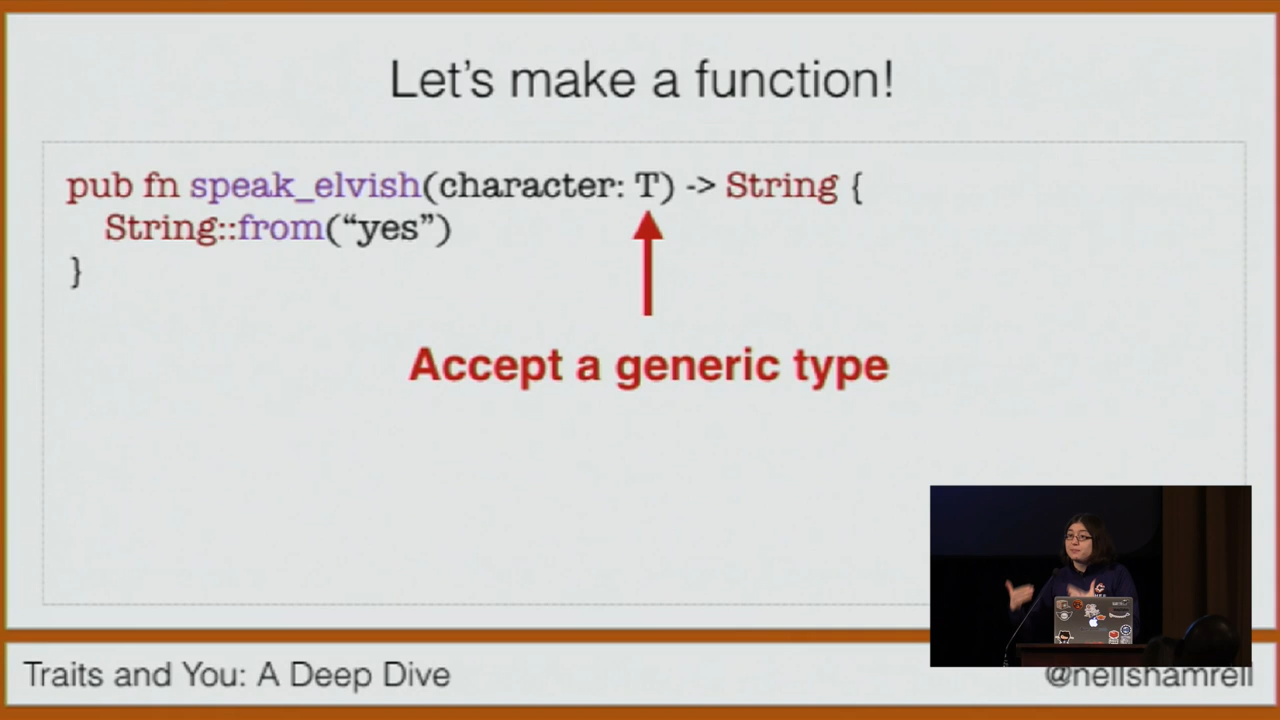 Let's make a function!
pub fn speak_elvish(character: T) -> String {
String::from(“yes”)
}
Accept a generic type
Traits and You: A Deep Dive
@nellshamrell